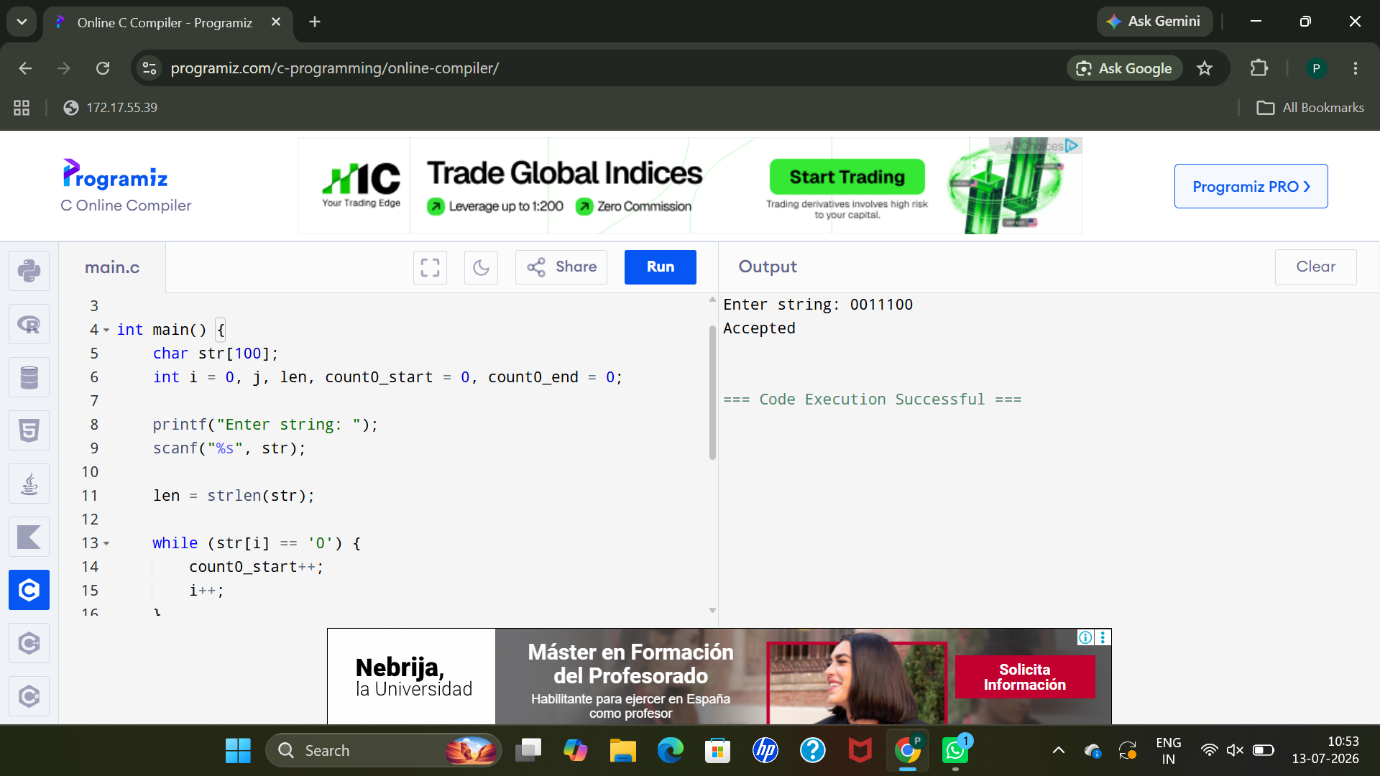 Online C Compiler - Programiz
Ask Gemini
programiz.com/c-programming/online-compiler/
Ask Google
P
172.17.55.39
All Bookmarks
Programiz
C Online Compiler
HIC
Your Trading Edge
Trade Global Indices
Leverage up to 1:200 Zero Commission
Start Trading
Trading derivatives involves high risk
to your capital.
AdChoices
Programiz PRO
main.c
Share
Run
Output
Clear
3
4 int main() {
5 char str[100];
6 int i = 0, j, len, count0_start = 0, count0_end = 0;
7
8 printf("Enter string: ");
9 scanf("%s", str);
10
11 len = strlen(str);
12
13 while (str[i] == '0') {
14 count0_start++;
15 i++;
16 }
Enter string: 0011100
Accepted
=== Code Execution Successful ===
Nebrija,
la Universidad
Máster en Formación
del Profesorado
Habilitante para ejercer en España
como profesor
Solicita
Información
Search
P
1
ENG
IN
10:53
13-07-2026